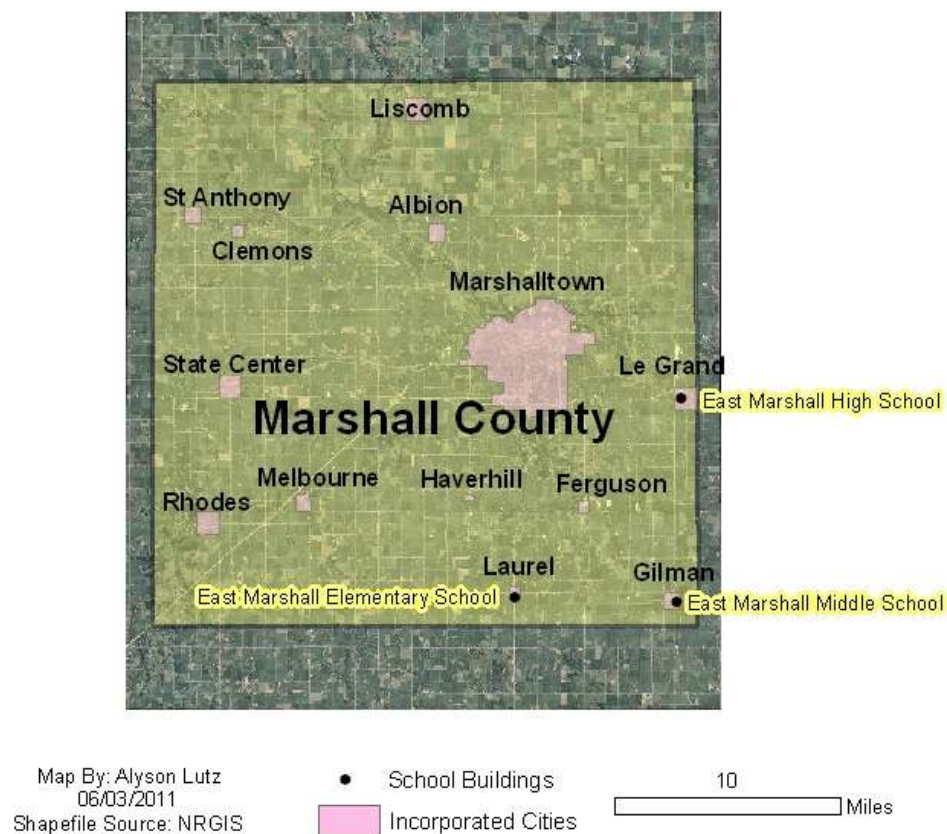 Liscomb
St Anthony
Albion
Clemons
Marshalltown
State Center
Le Grand
East Marshall High School
Marshall County
Melbourne
Haverhill
Ferguson
Rhodes
Laurel
Gilman
East Marshall Elementary School
East Marshall Middle School
Map By: Alyson Lutz
06/03/2011
Shapefile Source: NRGIS
School Buildings
Incorporated Cities
10
Miles